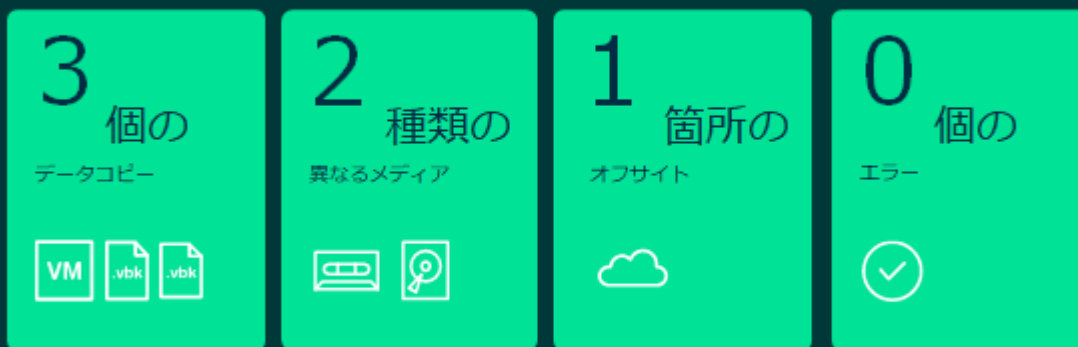 3個の
データコピー
VM .vbk .vbk
2種類の
異なるメディア
1箇所の
オフサイト
0個の
エラー